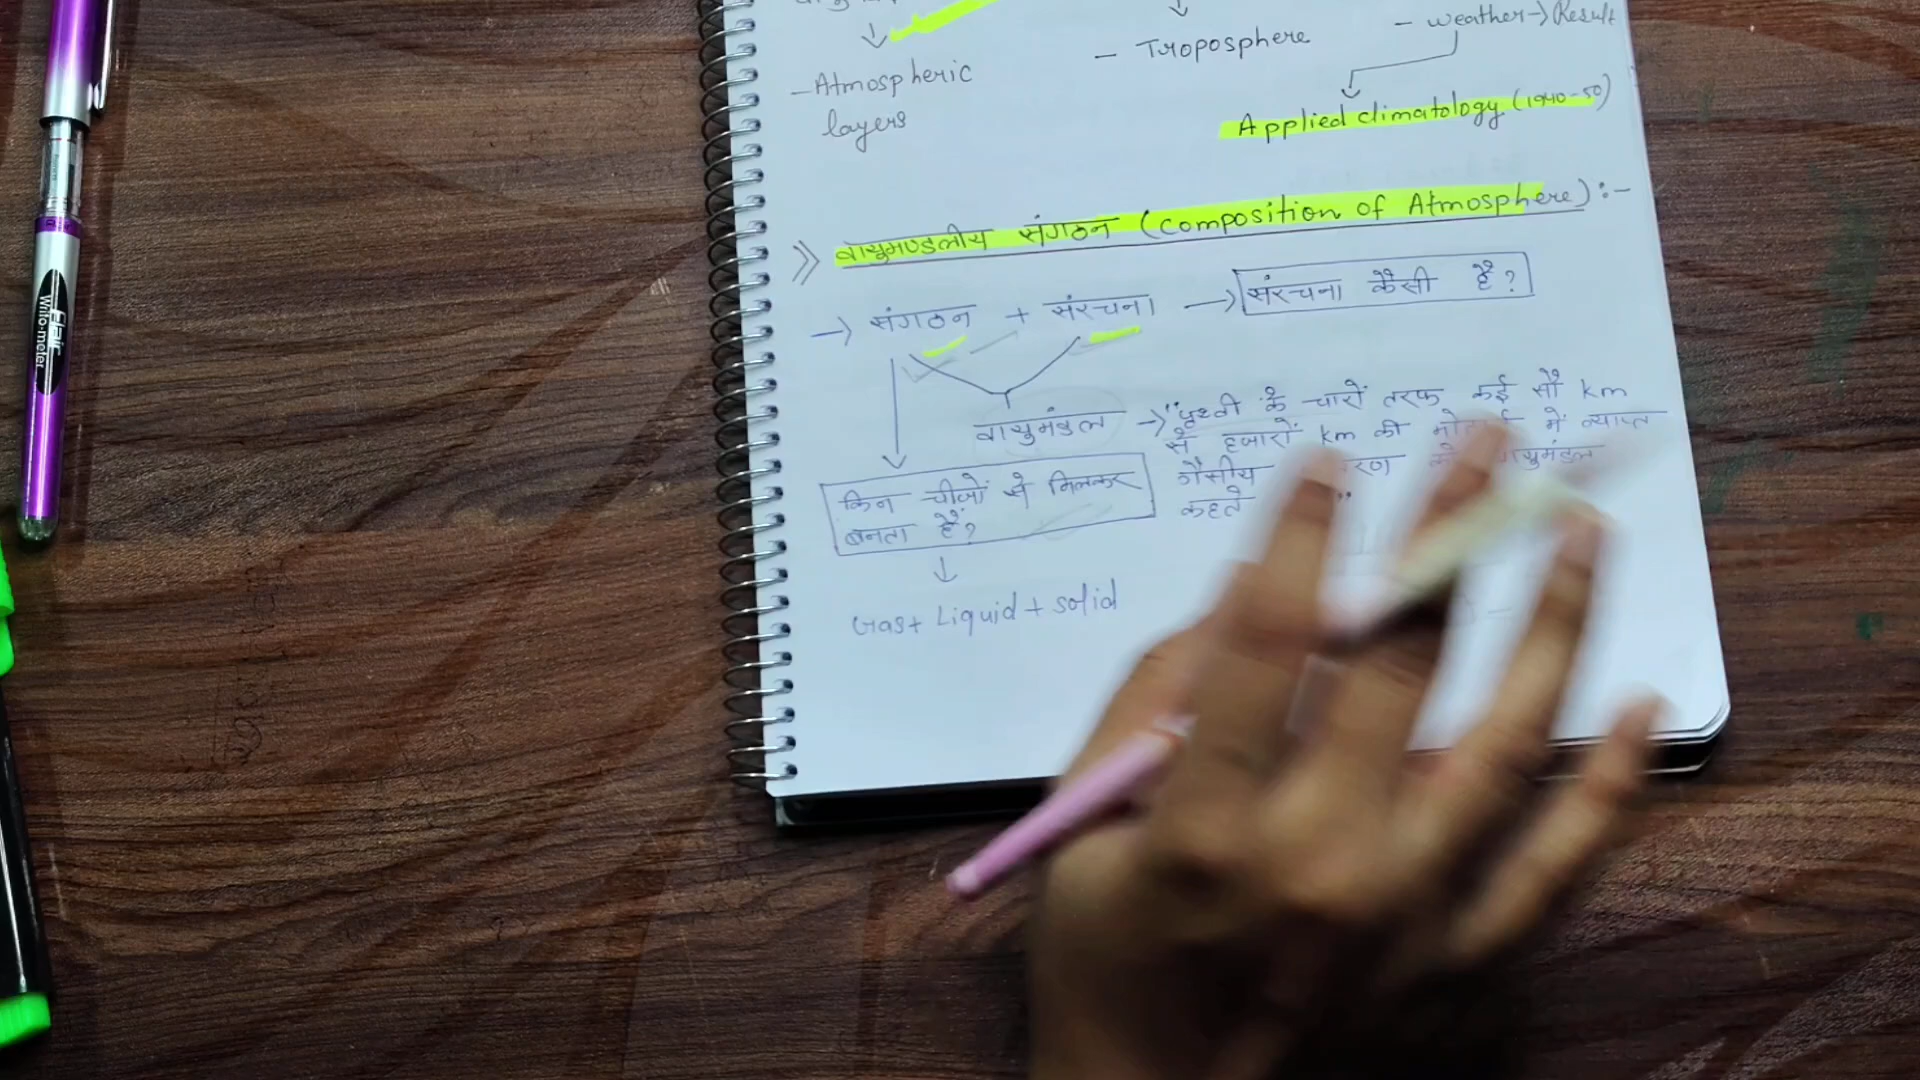 - Atmospheric
layers
- Troposphere
- weather → Result
Applied climatology (1940-50)
» वायुमण्डलीय संगठन (Composition of Atmosphere) :-
→ संगठन + संरचना → संरचना कैसी है ?
वायुमंडल → "पृथ्वी के चारों तरफ कई सौ km
से हजारों km की में व्याप्त
गैसीय वायुमंडल
कहते "
किन चीजों से मिलकर
बनता है ?
Gas + Liquid + Solid
Flair
Writo-meter